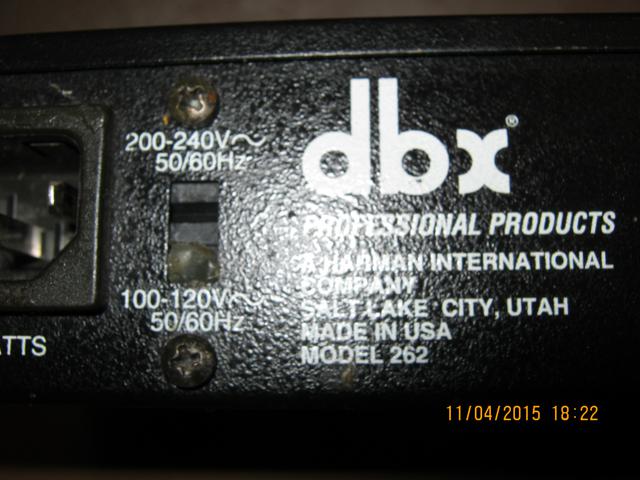 200-240V~
50/60Hz
100-120V~
50/60Hz
ATTS
dbx®
PROFESSIONAL PRODUCTS
A HARMAN INTERNATIONAL
COMPANY
SALT LAKE CITY, UTAH
MADE IN USA
MODEL 262
11/04/2015 18:22